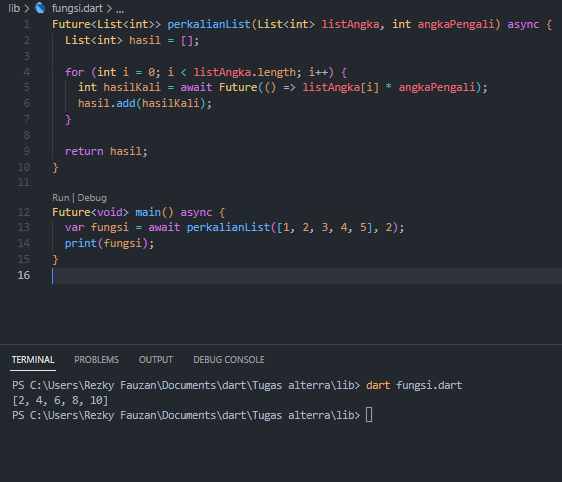 lib > fungsi.dart > ...
1 Future<List<int>> perkalianList(List<int> listAngka, int angkaPengali) async {
2 List<int> hasil = [];
3
4 for (int i = 0; i < listAngka.length; i++) {
5 int hasilKali = await Future(() => listAngka[i] * angkaPengali);
6 hasil.add(hasilKali);
7 }
8
9 return hasil;
10 }
11
Run | Debug
12 Future<void> main() async {
13 var fungsi = await perkalianList([1, 2, 3, 4, 5], 2);
14 print(fungsi);
15 }
16
TERMINAL PROBLEMS OUTPUT DEBUG CONSOLE
PS C:\Users\Rezky Fauzan\Documents\dart\Tugas alterra\lib> dart fungsi.dart
[2, 4, 6, 8, 10]
PS C:\Users\Rezky Fauzan\Documents\dart\Tugas alterra\lib>